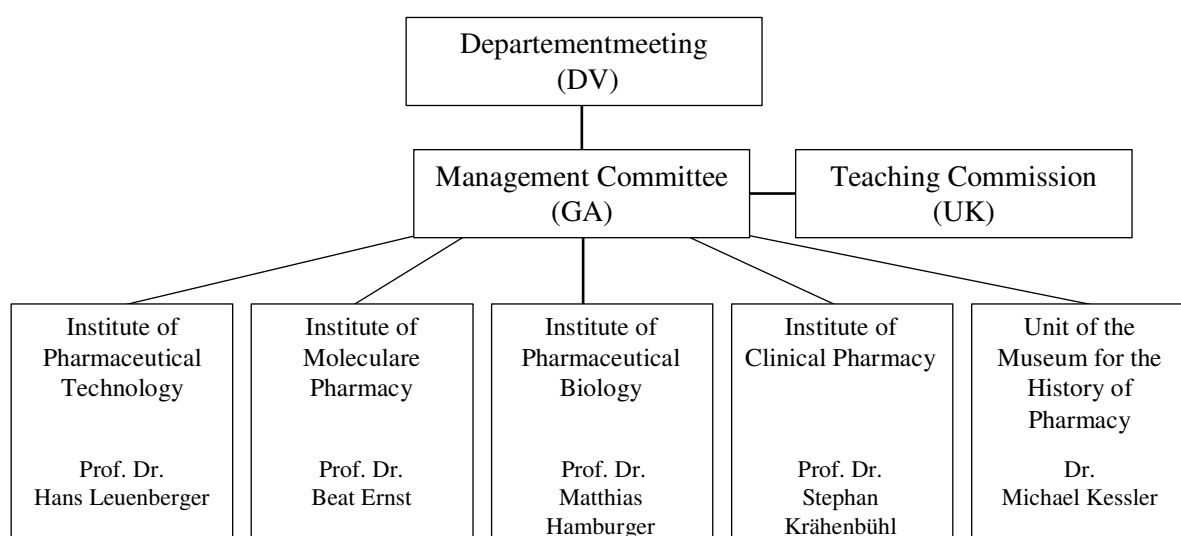 Departementmeeting
(DV)
Management Committee
(GA)
Teaching Commission
(UK)
Institute of
Pharmaceutical
Technology
Prof. Dr.
Hans Leuenberger
Institute of
Moleculare
Pharmacy
Prof. Dr.
Beat Ernst
Institute of
Pharmaceutical
Biology
Prof. Dr.
Matthias
Hamburger
Institute of
Clinical Pharmacy
Prof. Dr.
Stephan
Krähenbühl
Unit of the
Museum for the
History of
Pharmacy
Dr.
Michael Kessler